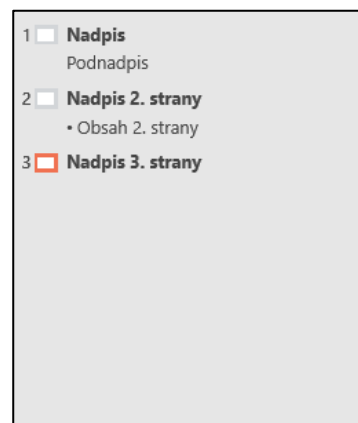 1 Nadpis
Podnadpis
2 Nadpis 2. strany
• Obsah 2. strany
3 Nadpis 3. strany